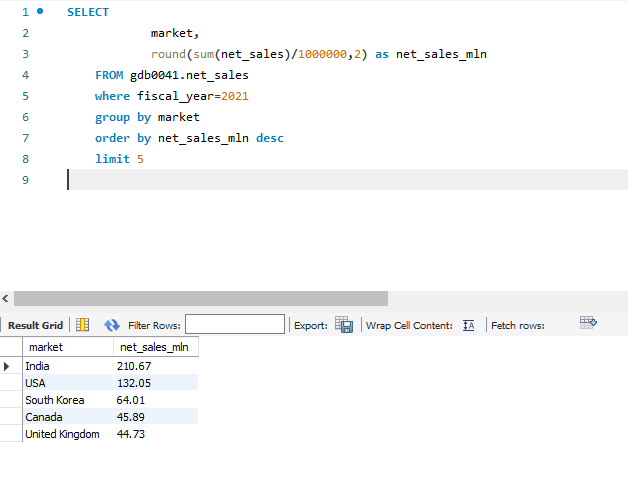 1 SELECT
2 market,
3 round(sum(net_sales)/1000000,2) as net_sales_mln
4 FROM gdb0041.net_sales
5 where fiscal_year=2021
6 group by market
7 order by net_sales_mln desc
8 limit 5
9
Result Grid Filter Rows: Export: Wrap Cell Content: IA Fetch rows:
market net_sales_mln
India 210.67
USA 132.05
South Korea 64.01
Canada 45.89
United Kingdom 44.73